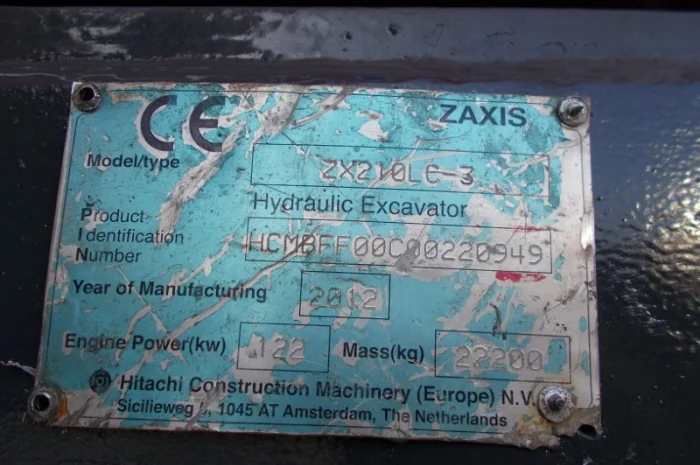 CE ZAXIS
Model/type ZX210LC-3
Hydraulic Excavator
Product
Identification HCMBFF00C00220949
Number
Year of Manufacturing 2012
Engine Power(kw) 122 Mass(kg) 22200
Hitachi Construction Machinery (Europe) N.V.
Sicilieweg 1045 AT Amsterdam, The Netherlands